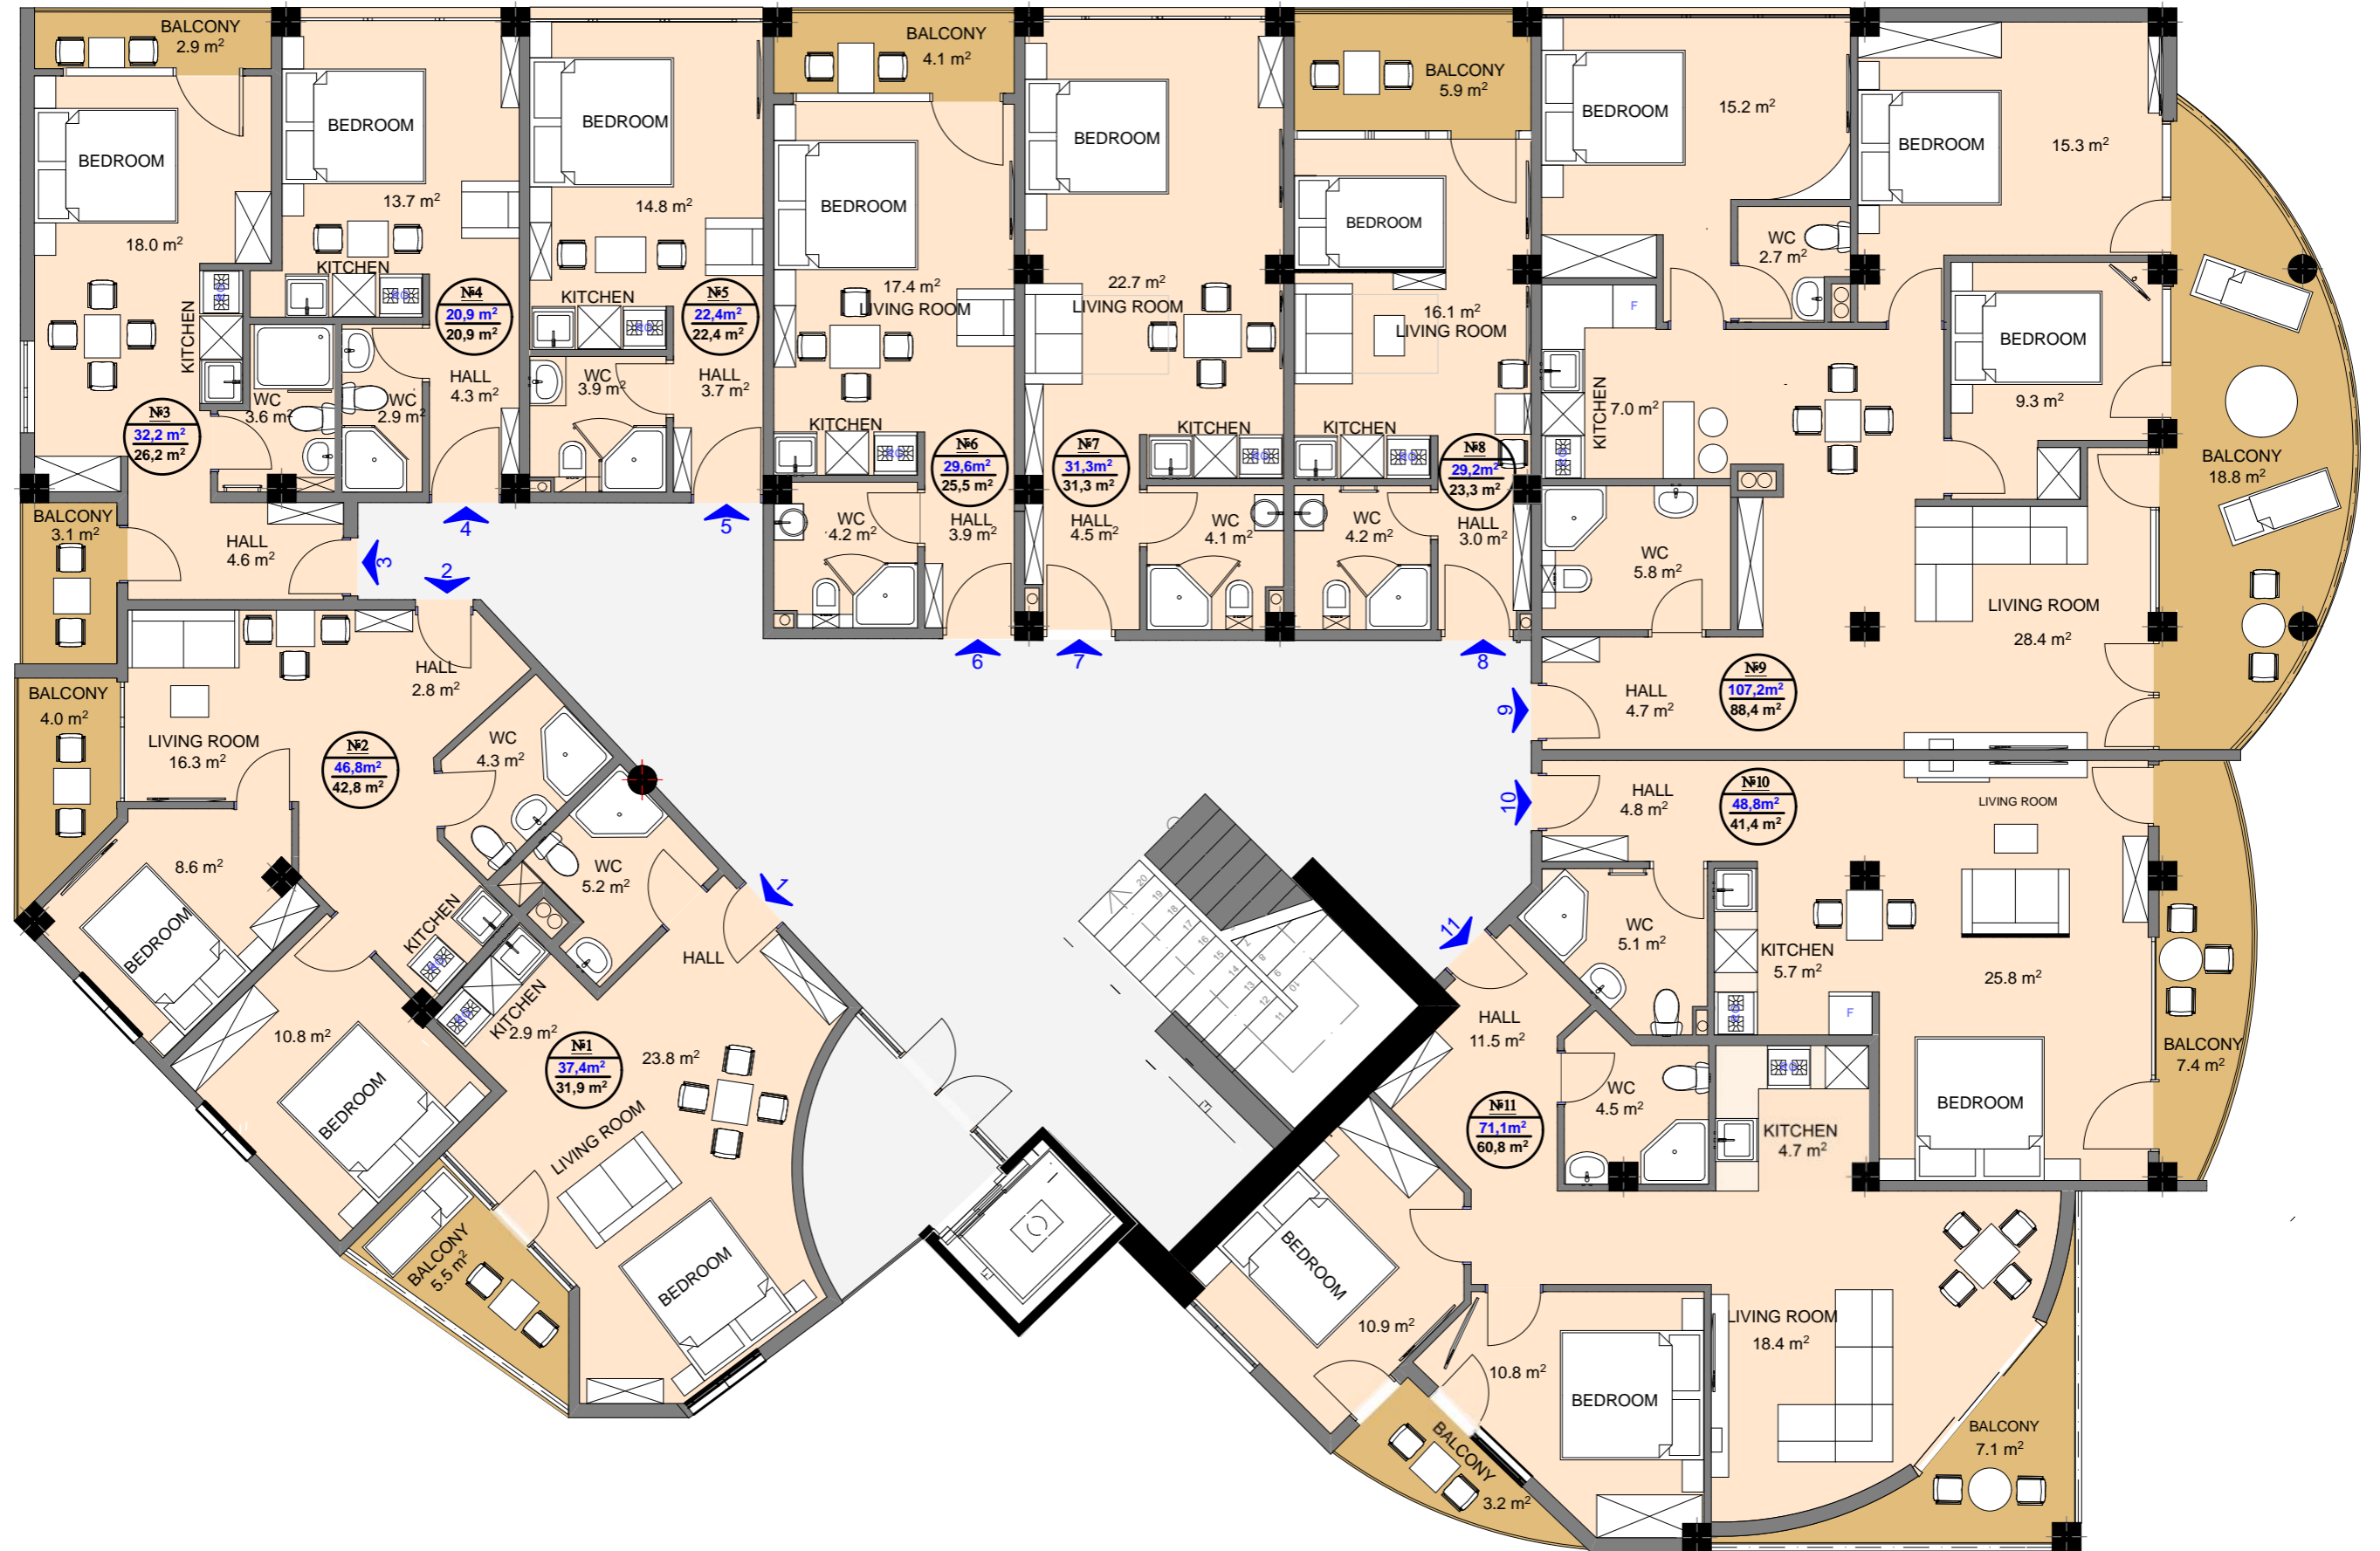 BALCONY
2.9 m²
BEDROOM
18.0 m²
KITCHEN
WC
3.6 m²
№3
32,2 m²
26,2 m²
BALCONY
3.1 m²
HALL
4.6 m²
3
BEDROOM
13.7 m²
KITCHEN
№4
20,9 m²
20,9 m²
WC
2.9 m²
HALL
4.3 m²
4
BEDROOM
14.8 m²
KITCHEN
№5
22,4m²
22,4 m²
WC
3.9 m²
HALL
3.7 m²
5
BALCONY
4.1 m²
BEDROOM
17.4 m²
LIVING ROOM
KITCHEN
№6
29,6m²
25,5 m²
WC
4.2 m²
HALL
3.9 m²
6
BEDROOM
22.7 m²
LIVING ROOM
KITCHEN
№7
31,3m²
31,3 m²
HALL
4.5 m²
WC
4.1 m²
7
BALCONY
5.9 m²
BEDROOM
16.1 m²
LIVING ROOM
KITCHEN
№8
29,2m²
23,3 m²
WC
4.2 m²
HALL
3.0 m²
8
BEDROOM
15.2 m²
WC
2.7 m²
BEDROOM
15.3 m²
F
KITCHEN
7.0 m²
BEDROOM
9.3 m²
BALCONY
18.8 m²
WC
5.8 m²
LIVING ROOM
28.4 m²
HALL
4.7 m²
№9
107,2m²
88,4 m²
9
2
HALL
2.8 m²
BALCONY
4.0 m²
LIVING ROOM
16.3 m²
№2
46,8m²
42,8 m²
WC
4.3 m²
8.6 m²
BEDROOM
KITCHEN
10.8 m²
BEDROOM
WC
5.2 m²
1
HALL
KITCHEN
2.9 m²
№1
37,4m²
31,9 m²
23.8 m²
LIVING ROOM
BEDROOM
BALCONY
5.5 m²
20
19
18
17
16
15
14
13
12
11
7
8
9
10
10
HALL
4.8 m²
№10
48,8m²
41,4 m²
LIVING ROOM
WC
5.1 m²
KITCHEN
5.7 m²
F
25.8 m²
BEDROOM
BALCONY
7.4 m²
11
HALL
11.5 m²
WC
4.5 m²
№11
71,1m²
60,8 m²
KITCHEN
4.7 m²
BEDROOM
10.9 m²
10.8 m²
BEDROOM
LIVING ROOM
18.4 m²
BALCONY
3.2 m²
BALCONY
7.1 m²